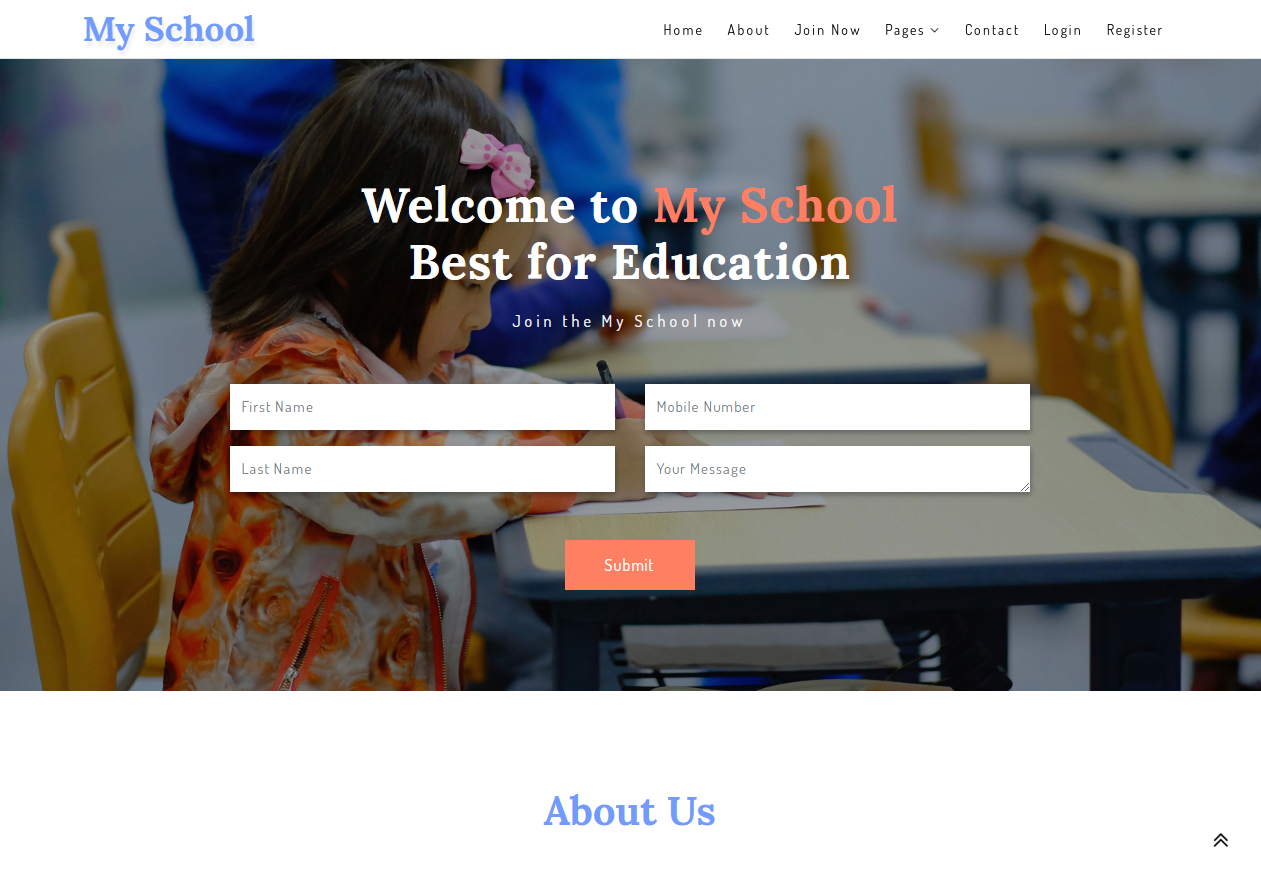 My School
Home About Join Now Pages Contact Login Register
Welcome to My School
Best for Education
Join the My School now
First Name
Mobile Number
Last Name
Your Message
Submit
About Us